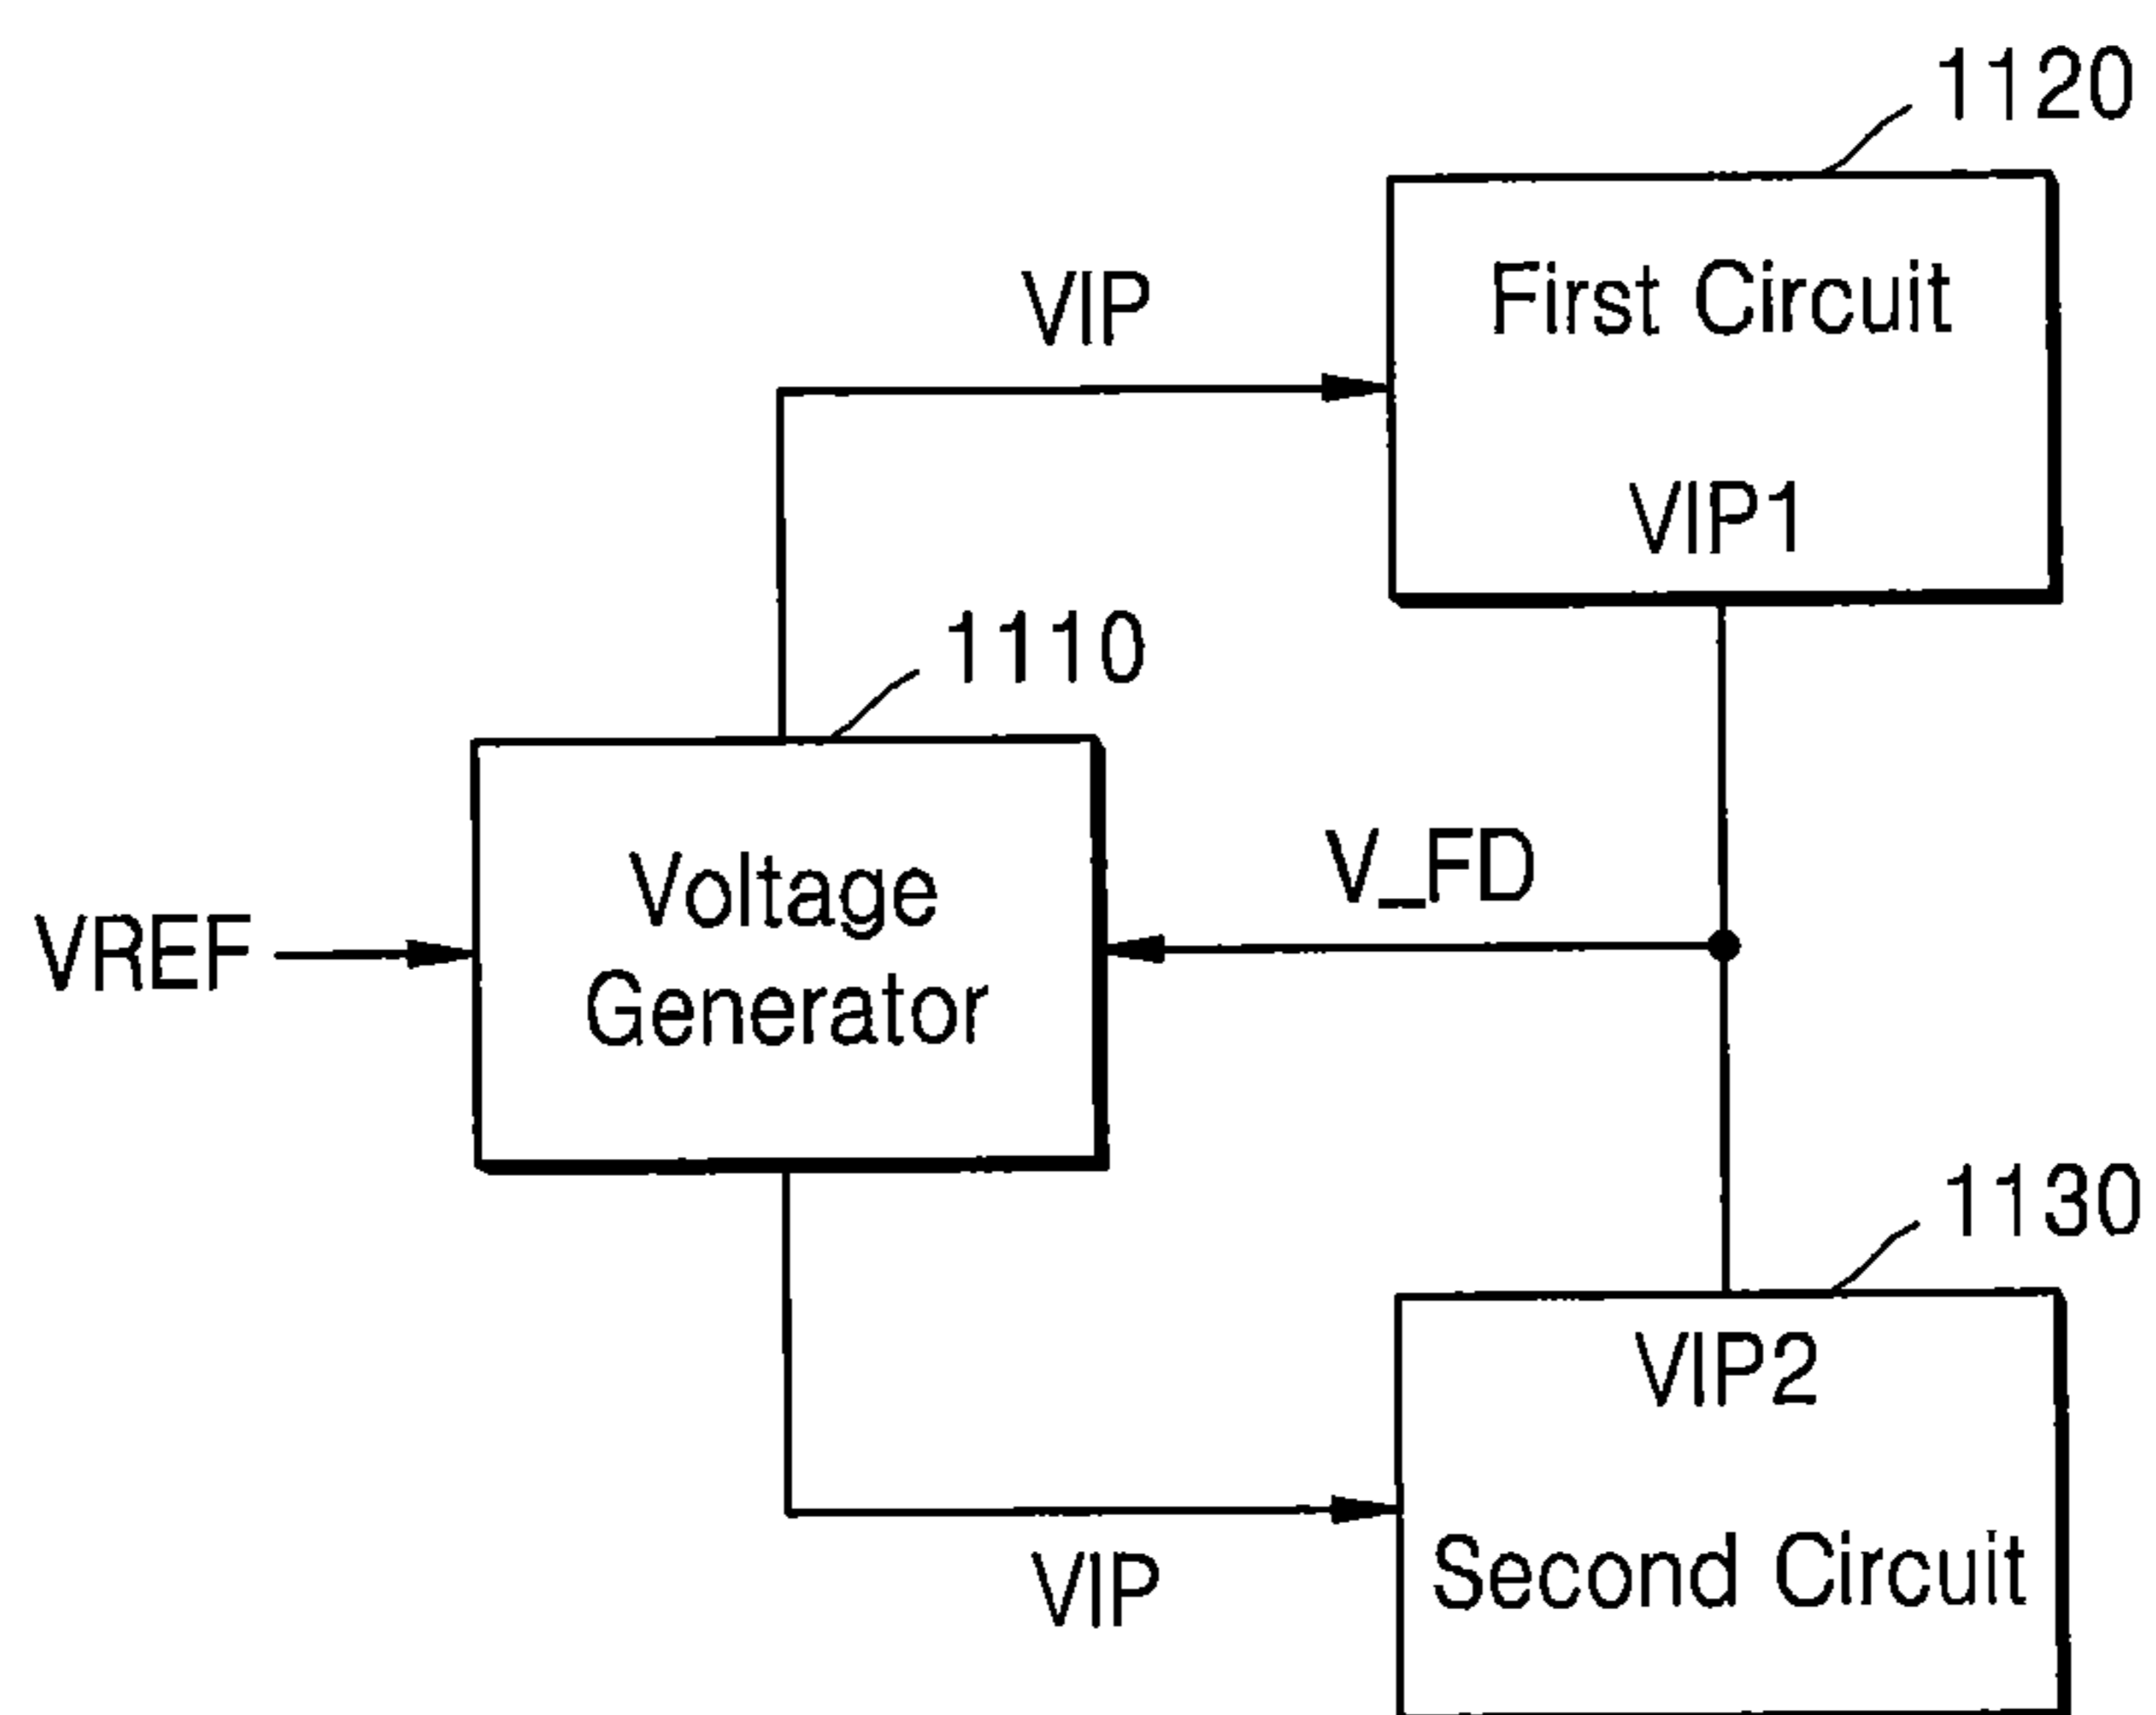 1120
First Circuit
VIP
VIP1
1110
V_FD
Voltage
Generator
VREF
1130
VIP2
Second Circuit
VIP